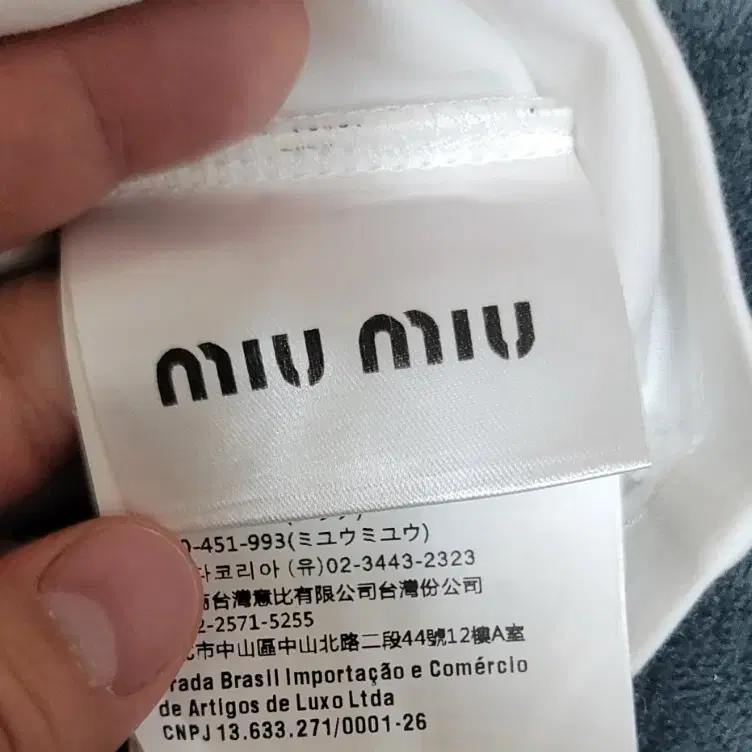 miu miu
0-451-993(ミユウミユウ)
다코리아 (유)02-3443-2323
商台灣意比有限公司台灣份公司
2-2571-5255
市中山區中山北路二段44號12樓A室
rada Brasil Importação e Comércio
de Artigos de Luxo Ltda
CNPJ 13.633.271/0001-26